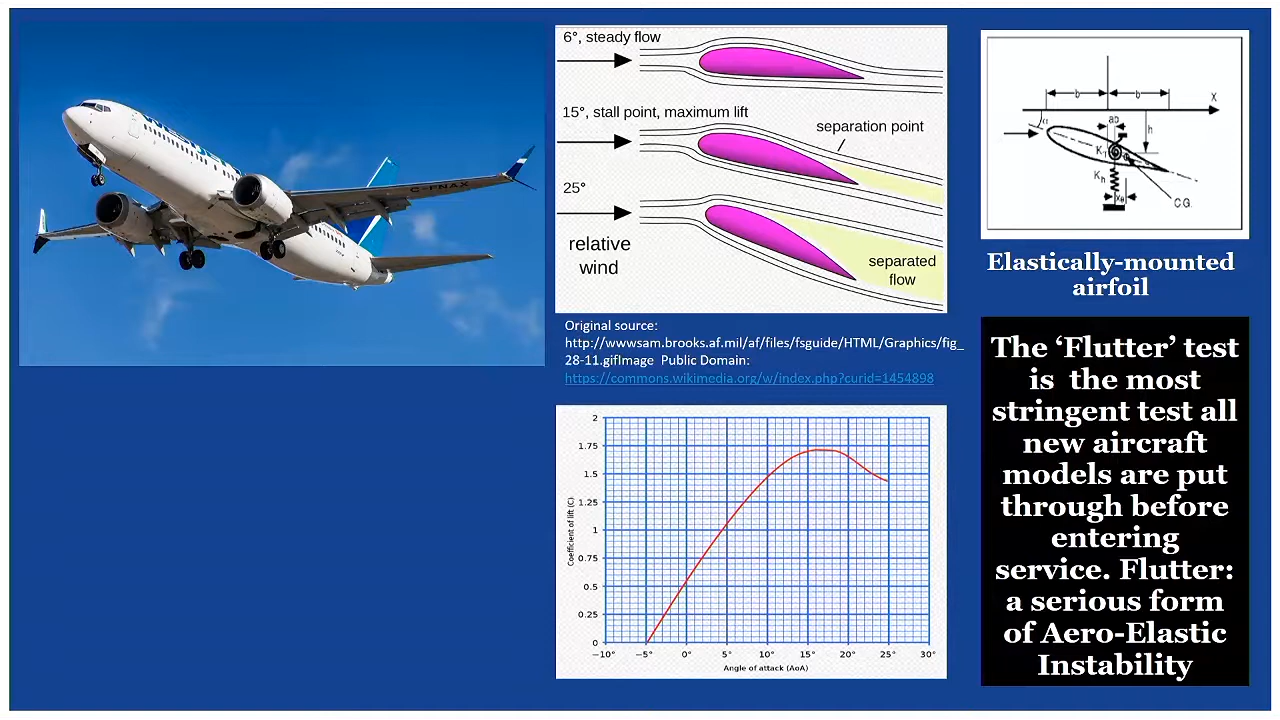 C-FNAX
6°, steady flow
15°, stall point, maximum lift
separation point
25°
relative
wind
separated
flow
Original source:
http://wwwsam.brooks.af.mil/af/files/fsguide/HTML/Graphics/fig_
28-11.gifImage Public Domain:
https://commons.wikimedia.org/w/index.php?curid=1454898
2
1.75
1.5
1.25
1
0.75
0.5
0.25
0
Coefficient of lift (C)
−10° −5° 0° 5° 10° 15° 20° 25° 30°
Angle of attack (AoA)
b b
X
α
ab
h
K
K h
C.G.
Elastically-mounted
airfoil
The ‘Flutter’ test
is the most
stringent test all
new aircraft
models are put
through before
entering
service. Flutter:
a serious form
of Aero-Elastic
Instability